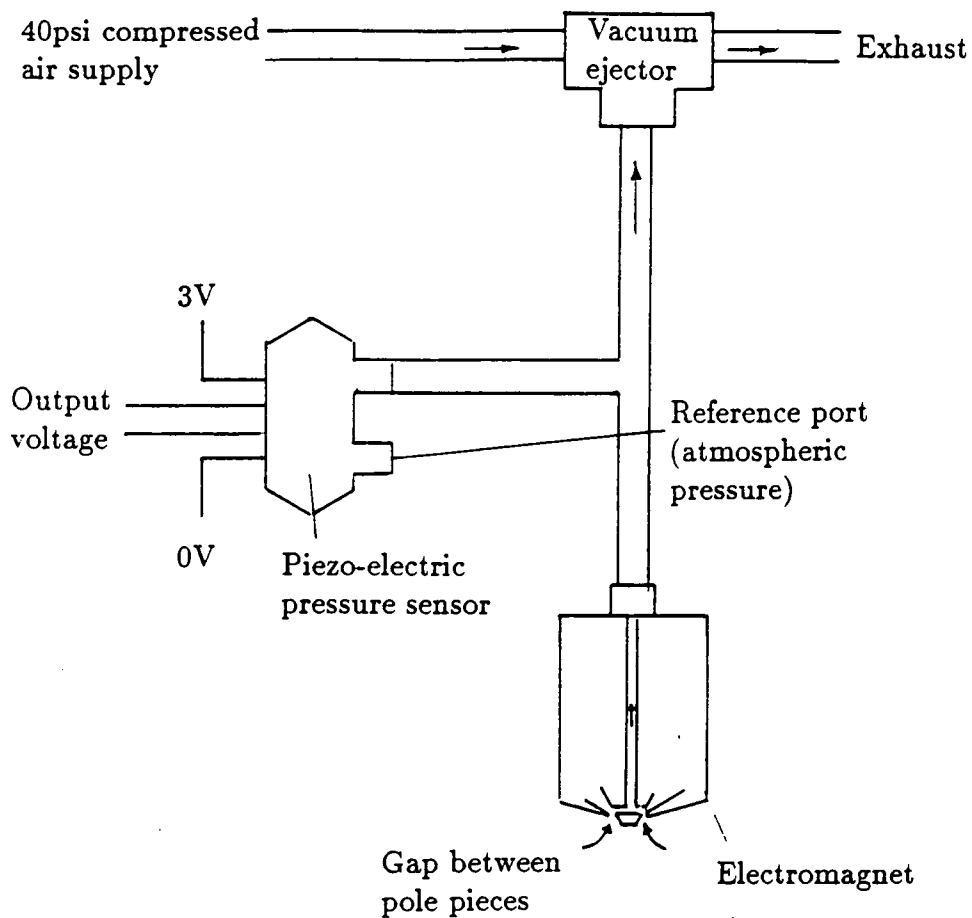 40psi compressed
air supply
Vacuum
ejector
Exhaust
3V
Output
voltage
0V
Reference port
(atmospheric
pressure)
Piezo-electric
pressure sensor
Gap between
pole pieces
Electromagnet